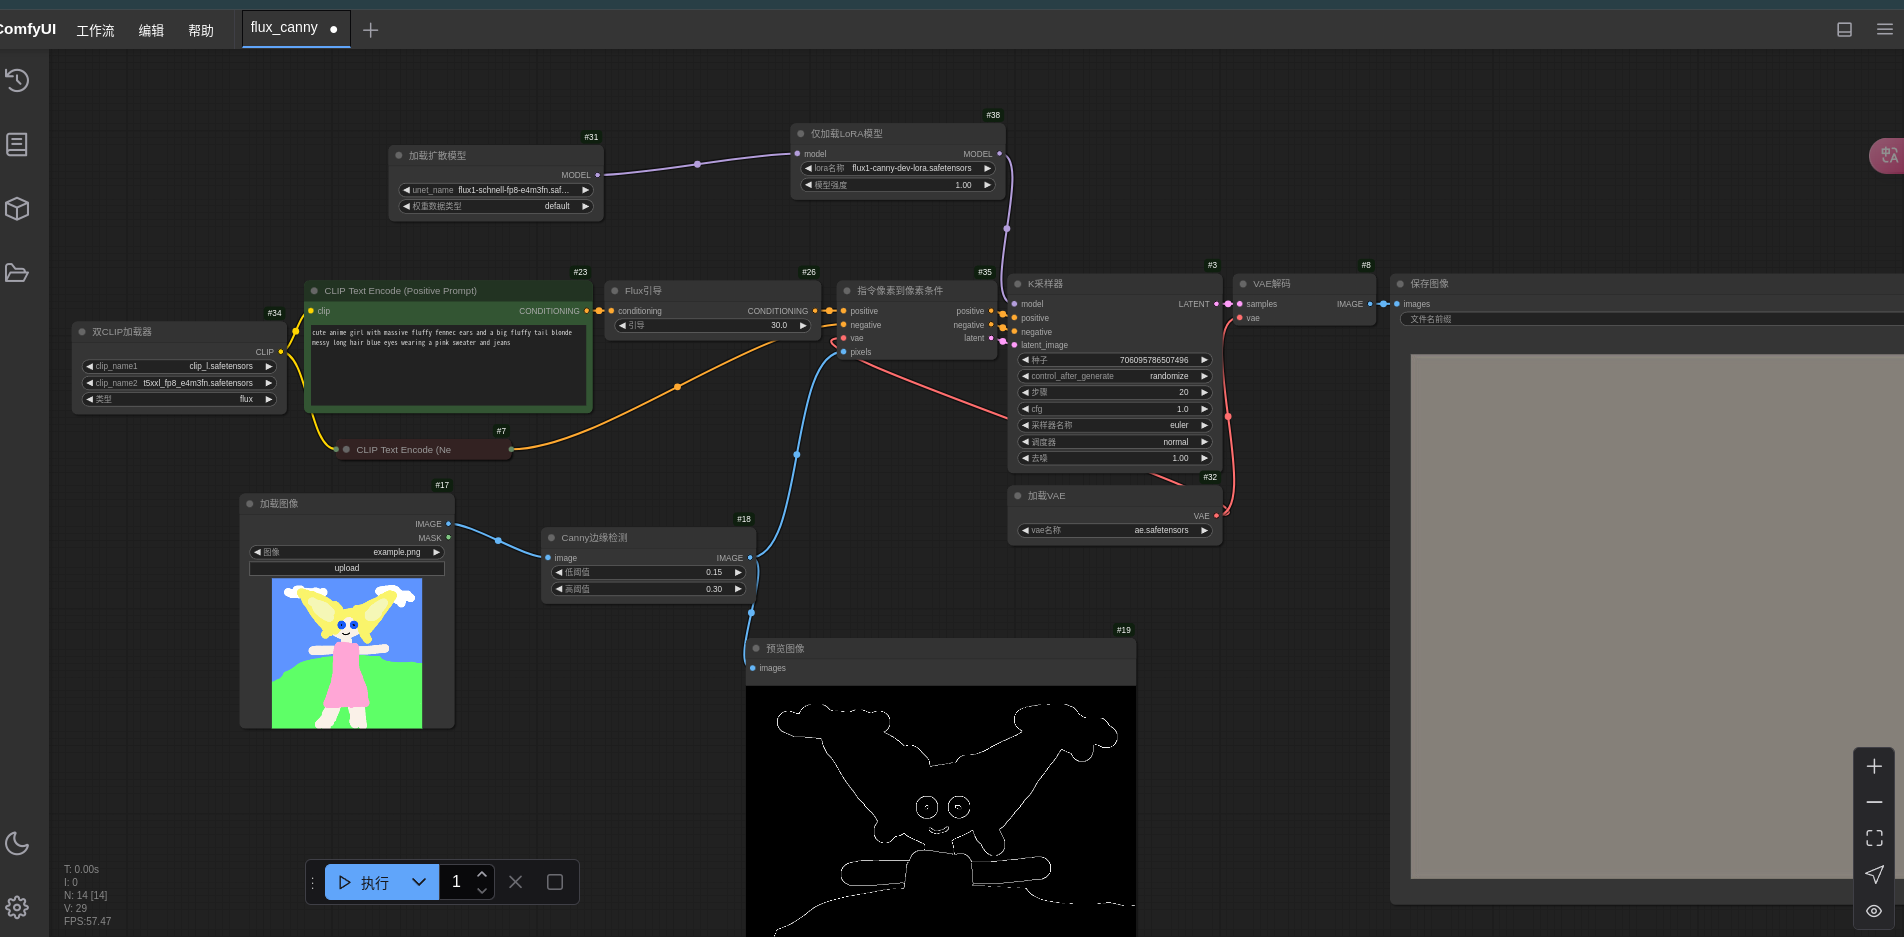 ComfyUI 工作流 编辑 帮助 flux_canny
#31
加载扩散模型
MODEL
unet_name flux1-schnell-fp8-e4m3fn.saf...
权重数据类型 default
#38
仅加载LoRA模型
model MODEL
lora名称 flux1-canny-dev-lora.safetensors
模型强度 1.00
#34
双CLIP加载器
CLIP
clip_name1 clip_l.safetensors
clip_name2 t5xxl_fp8_e4m3fn.safetensors
类型 flux
#23
CLIP Text Encode (Positive Prompt)
clip CONDITIONING
cute anime girl with massive fluffy fennec ears and a big fluffy tail blonde
messy long hair blue eyes wearing a pink sweater and jeans
#26
Flux引导
conditioning CONDITIONING
引导 30.0
#35
指令像素到像素条件
positive positive
negative negative
vae latent
pixels
#3
K采样器
model LATENT
positive
negative
latent_image
种子 706095786507496
control_after_generate randomize
步骤 20
cfg 1.0
采样器名称 euler
调度器 normal
去噪 1.00
#8
VAE解码
samples IMAGE
vae
保存图像
images
文件名前缀
#7
CLIP Text Encode (Ne
#32
加载VAE
VAE
vae名称 ae.safetensors
#17
加载图像
IMAGE
MASK
图像 example.png
upload
#18
Canny边缘检测
image IMAGE
低阈值 0.15
高阈值 0.30
#19
预览图像
images
T: 0.00s
I: 0
N: 14 [14]
V: 29
FPS:57.47
执行 1